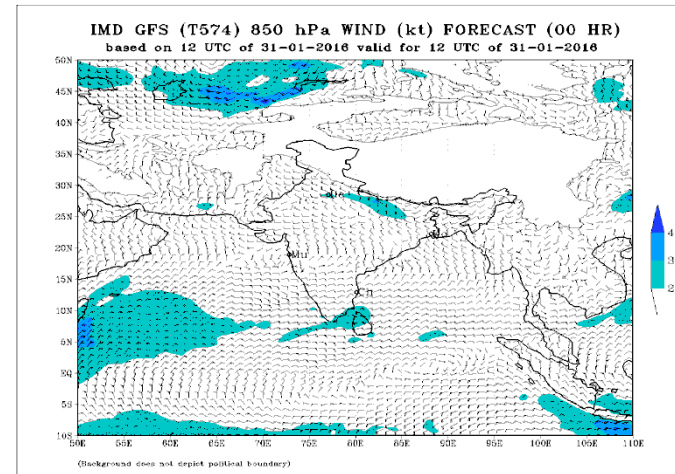 IMD GFS (T574) 850 hPa WIND (kt) FORECAST (00 HR)
based on 12 UTC of 31-01-2016 valid for 12 UTC of 31-01-2016
50N
45N
40N
35N
30N
25N
20N
15N
10N
5N
5S
10S
Mu
50E 55E 60E 65E 70E 75E 80E 85E 90E 95E 100E 105E 110E
4
3
2
(Background does not depict political boundary)